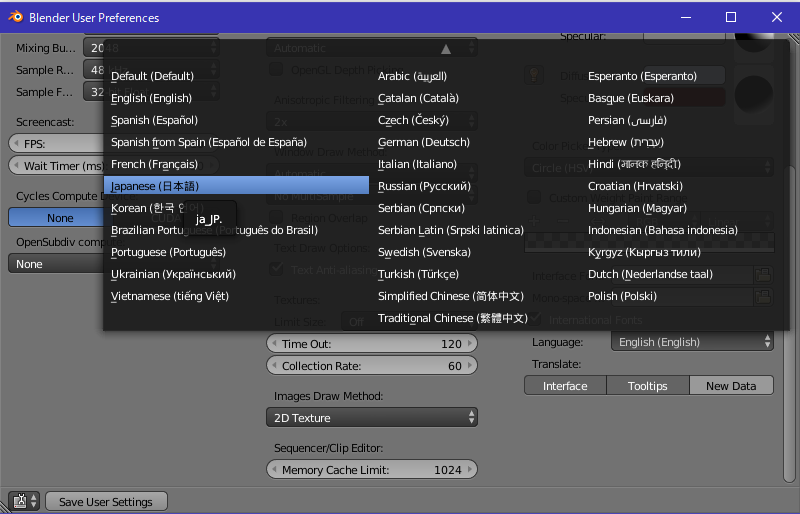 Blender User Preferences
Mixing Bu...
2048
Sample R...
48 kHz
Sample F...
32
Screencast:
FPS:
Wait Timer (ms)
Cycles Compute
None
OpenSubdiv compute
None
Default (Default)
English (English)
Spanish (Español)
Spanish from Spain (Español de España)
French (Français)
Japanese (日本語)
Korean (한국
Brazilian Portuguese (Português do Brasil)
Portuguese (Português)
Ukrainian (Український)
Vietnamese (tiếng Việt)
ja_JP.
Arabic (العربية)
Catalan (Català)
Czech (Český)
German (Deutsch)
Italian (Italiano)
Russian (Русский)
Serbian (Српски)
Serbian Latin (Srpski latinica)
Swedish (Svenska)
Turkish (Türkçe)
Simplified Chinese (简体中文)
Traditional Chinese (繁體中文)
Esperanto (Esperanto)
Basque (Euskara)
Persian (فارسی)
Hebrew (עברית)
Hindi (मानक हिन्दी)
Croatian (Hrvatski)
Hungarian (Magyar)
Indonesian (Bahasa indonesia)
Kyrgyz (Кыргыз тили)
Dutch (Nederlandse taal)
Polish (Polski)
Automatic
OpenGL Depth Picking
Anisotropic Filtering
2x
Window Draw Method
Automatic
No MultiSample
Region Overlap
Text Draw Options
Text Anti-aliasing
Textures:
Limit Size:
Off
Time Out: 120
Collection Rate: 60
Images Draw Method:
2D Texture
Sequencer/Clip Editor:
Memory Cache Limit: 1024
Specular:
Color Picker
Circle (HSV)
International Fonts
Language:
English (English)
Translate:
Interface
Tooltips
New Data
Save User Settings